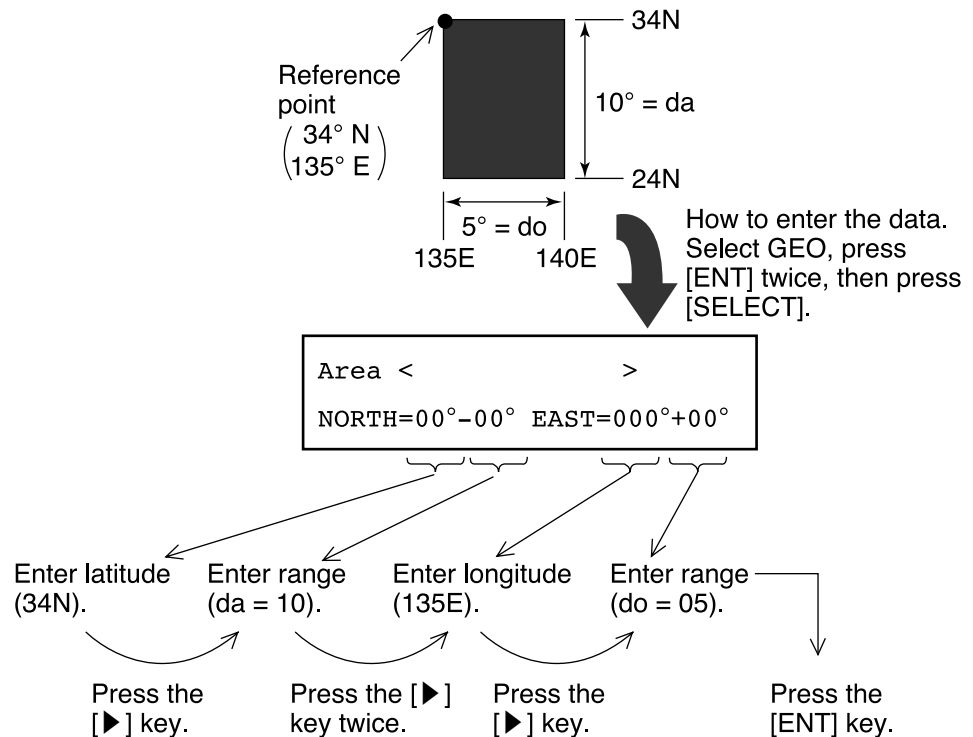 34N
Reference
point
( 34° N
135° E )
10° = da
24N
5° = do
135E 140E
How to enter the data.
Select GEO, press
[ENT] twice, then press
[SELECT].
Area < >
NORTH=00°-00° EAST=000°+00°
Enter latitude
(34N).
Enter range
(da = 10).
Enter longitude
(135E).
Enter range
(do = 05).
Press the
[▶] key.
Press the [▶]
key twice.
Press the
[▶] key.
Press the
[ENT] key.